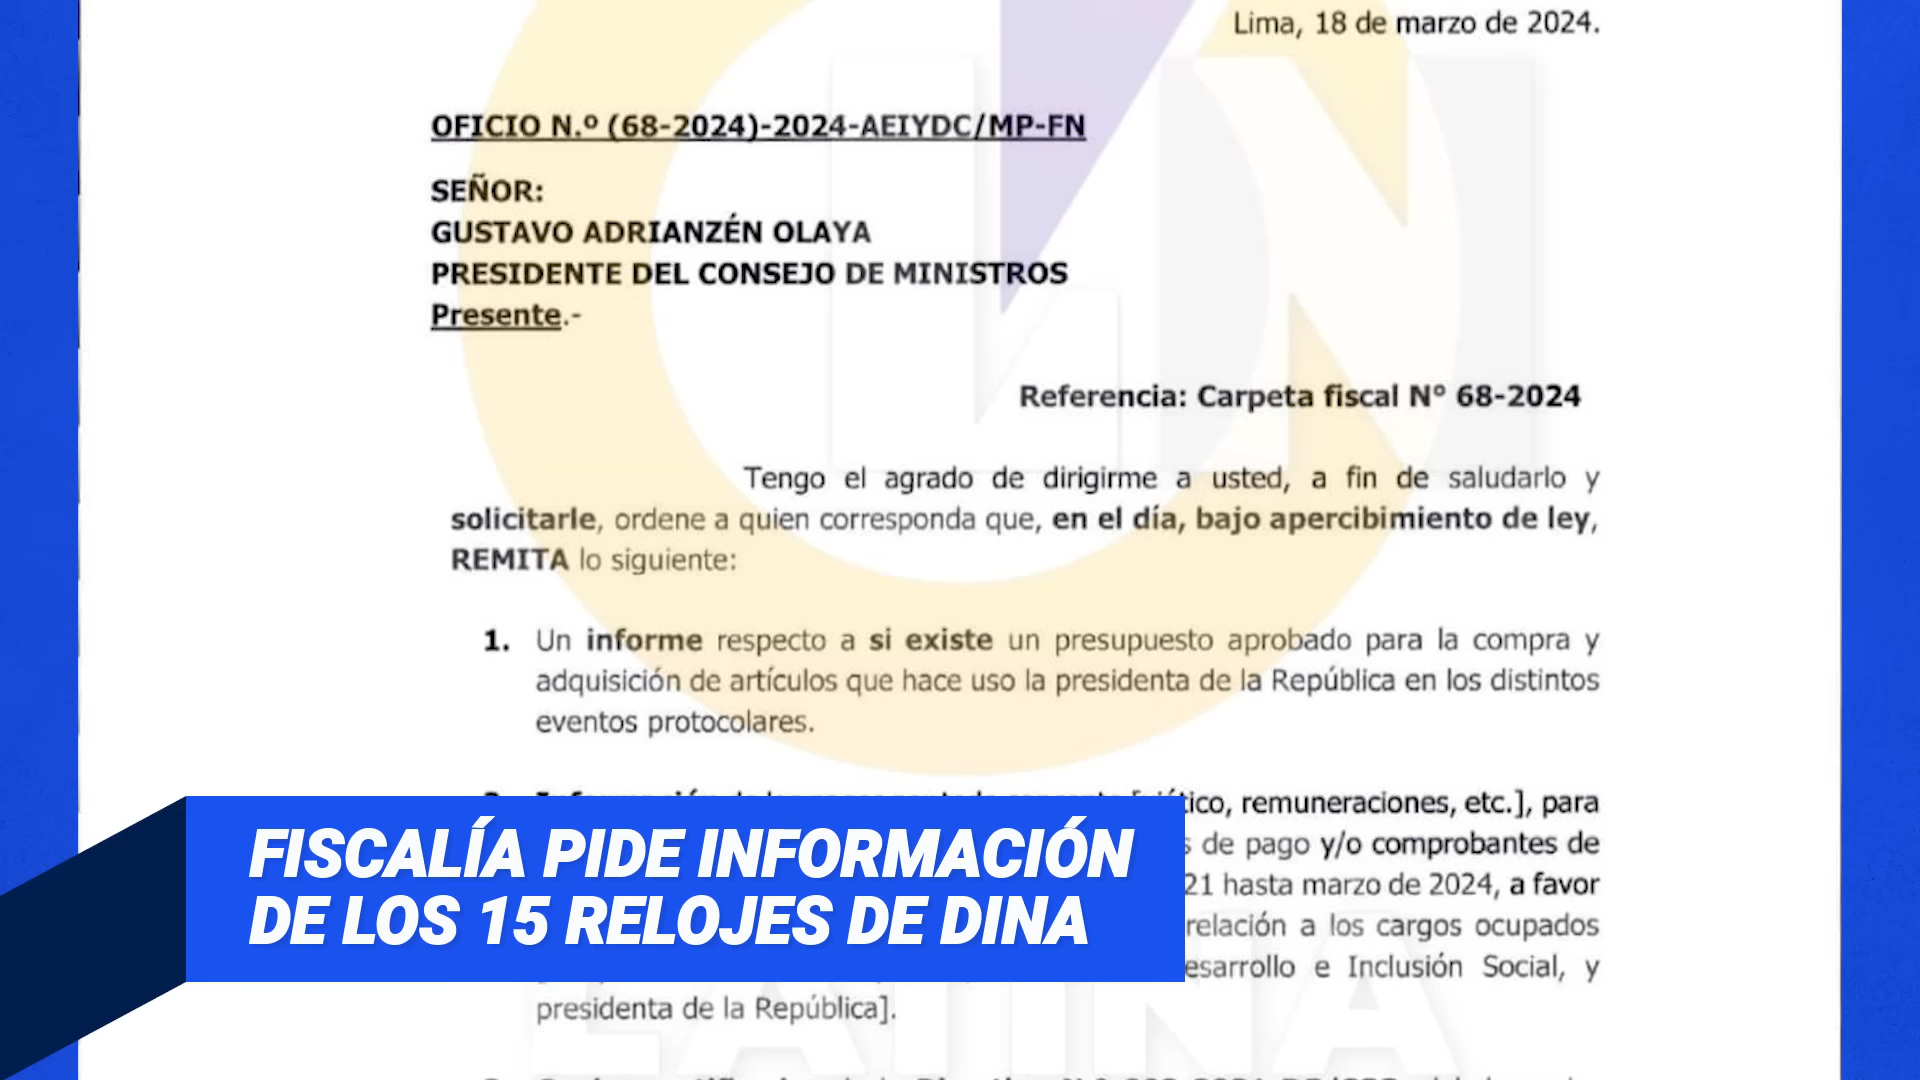 Lima, 18 de marzo de 2024.
OFICIO N.º (68-2024)-2024-AEIYDC/MP-FN
SEÑOR:
GUSTAVO ADRIANZÉN OLAYA
PRESIDENTE DEL CONSEJO DE MINISTROS
Presente.-
Referencia: Carpeta fiscal N° 68-2024
Tengo el agrado de dirigirme a usted, a fin de saludarlo y
solicitarle, ordene a quien corresponda que, en el día, bajo apercibimiento de ley,
REMITA lo siguiente:
1. Un informe respecto a si existe un presupuesto aprobado para la compra y
adquisición de artículos que hace uso la presidenta de la República en los distintos
eventos protocolares.
remuneraciones, etc.], para
de pago y/o comprobantes de
21 hasta marzo de 2024, a favor
relación a los cargos ocupados
e Inclusión Social, y
presidenta de la República].
FISCALÍA PIDE INFORMACIÓN
DE LOS 15 RELOJES DE DINA
LN
LATINA